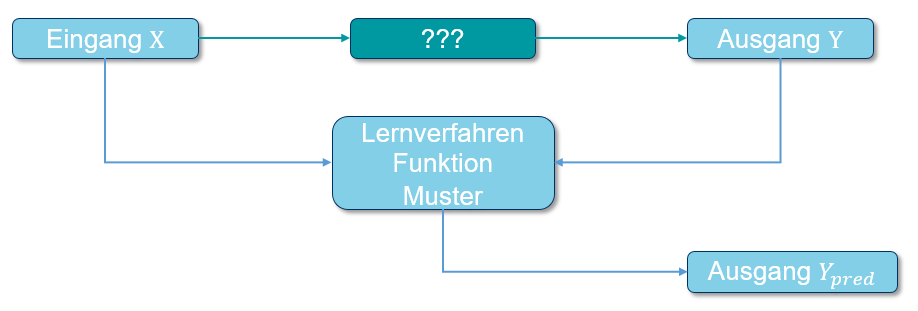 Eingang X
???
Ausgang Y
Lernverfahren
Funktion
Muster
Ausgang Y_pred